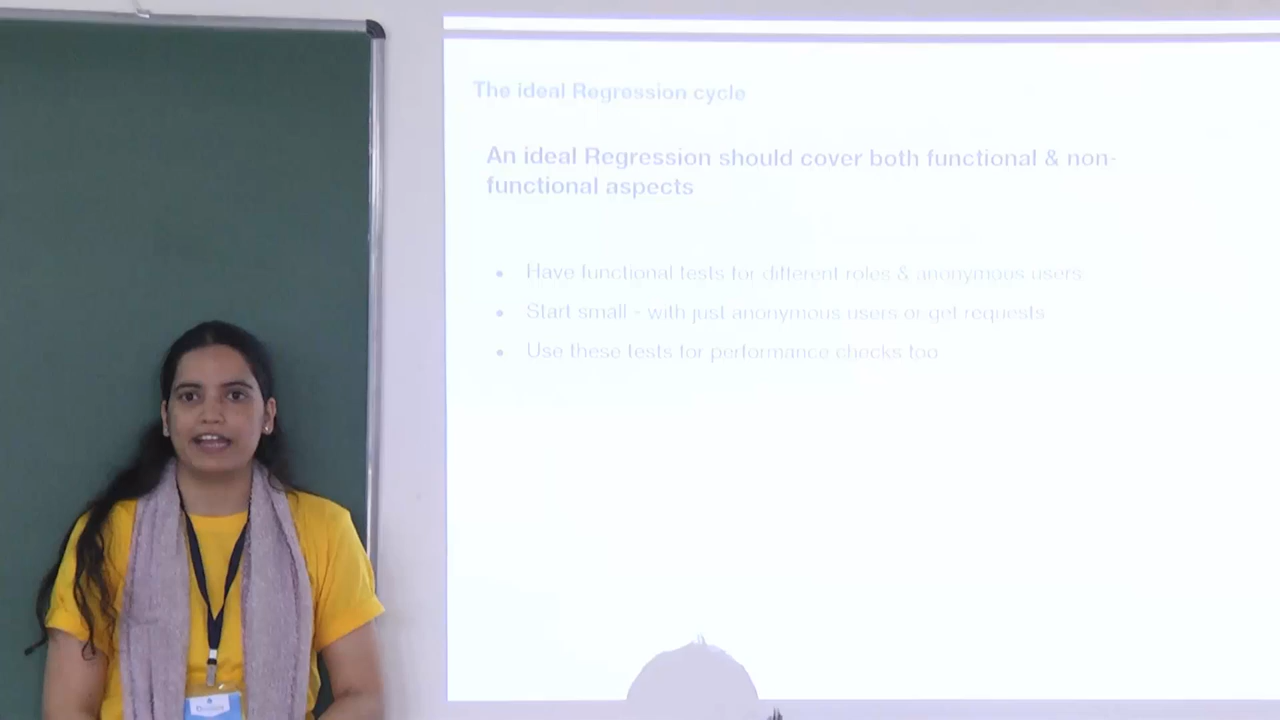 The ideal Regression cycle
An ideal Regression should cover both functional & non-
functional aspects
• Have functional tests for different roles & anonymous users
• Start small - with just anonymous users or get requests
• Use these tests for performance checks too